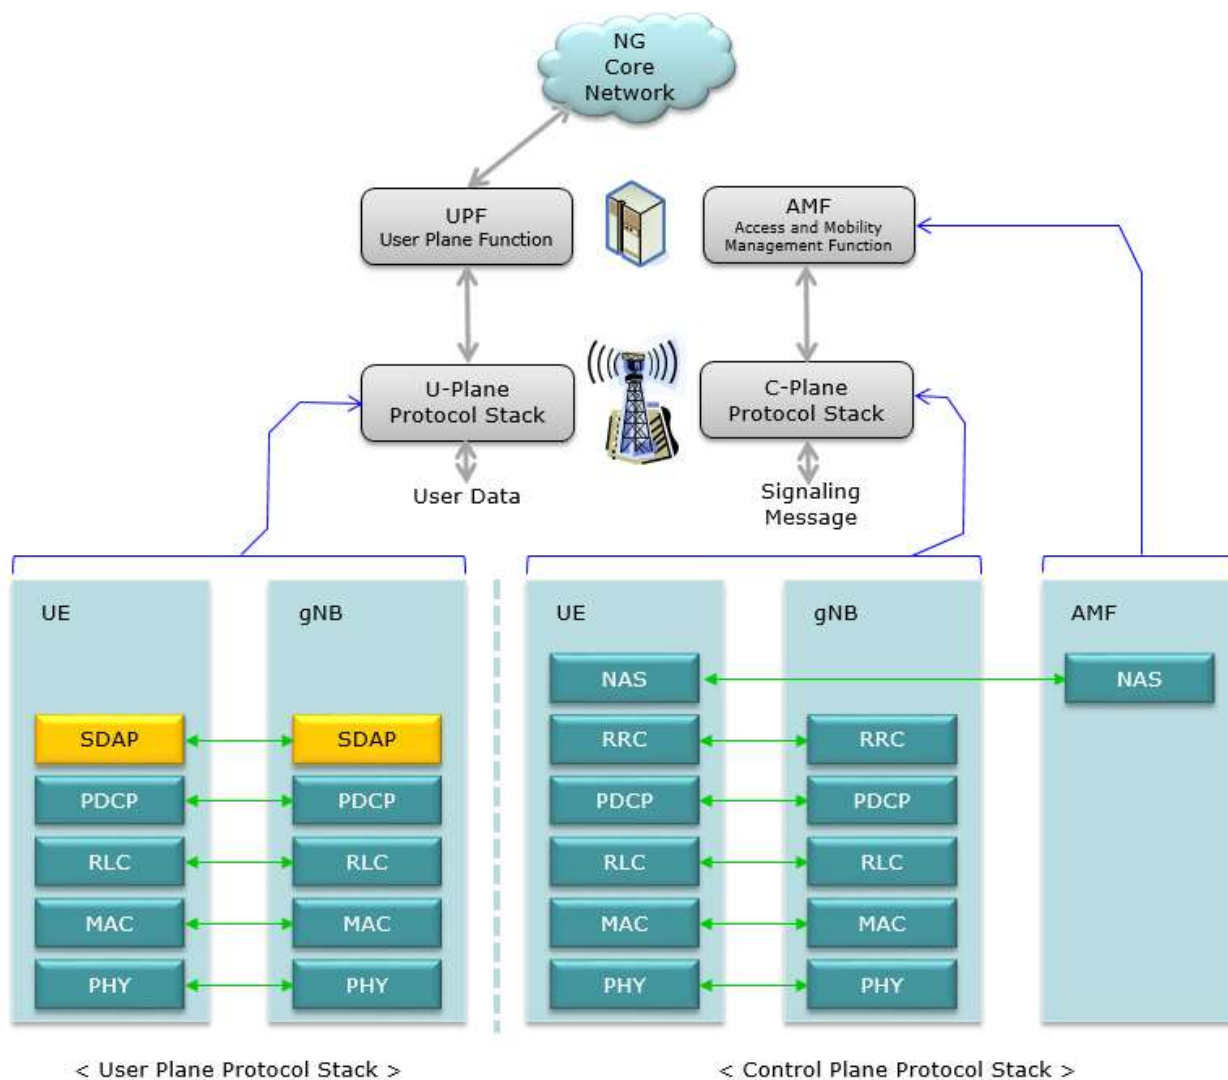 NG
Core
Network
UPF
User Plane Function
AMF
Access and Mobility
Management Function
U-Plane
Protocol Stack
C-Plane
Protocol Stack
User Data
Signaling
Message
UE
gNB
UE
gNB
AMF
NAS
NAS
SDAP
SDAP
RRC
RRC
PDCP
PDCP
PDCP
PDCP
RLC
RLC
RLC
RLC
MAC
MAC
MAC
MAC
PHY
PHY
PHY
PHY
< User Plane Protocol Stack >
< Control Plane Protocol Stack >